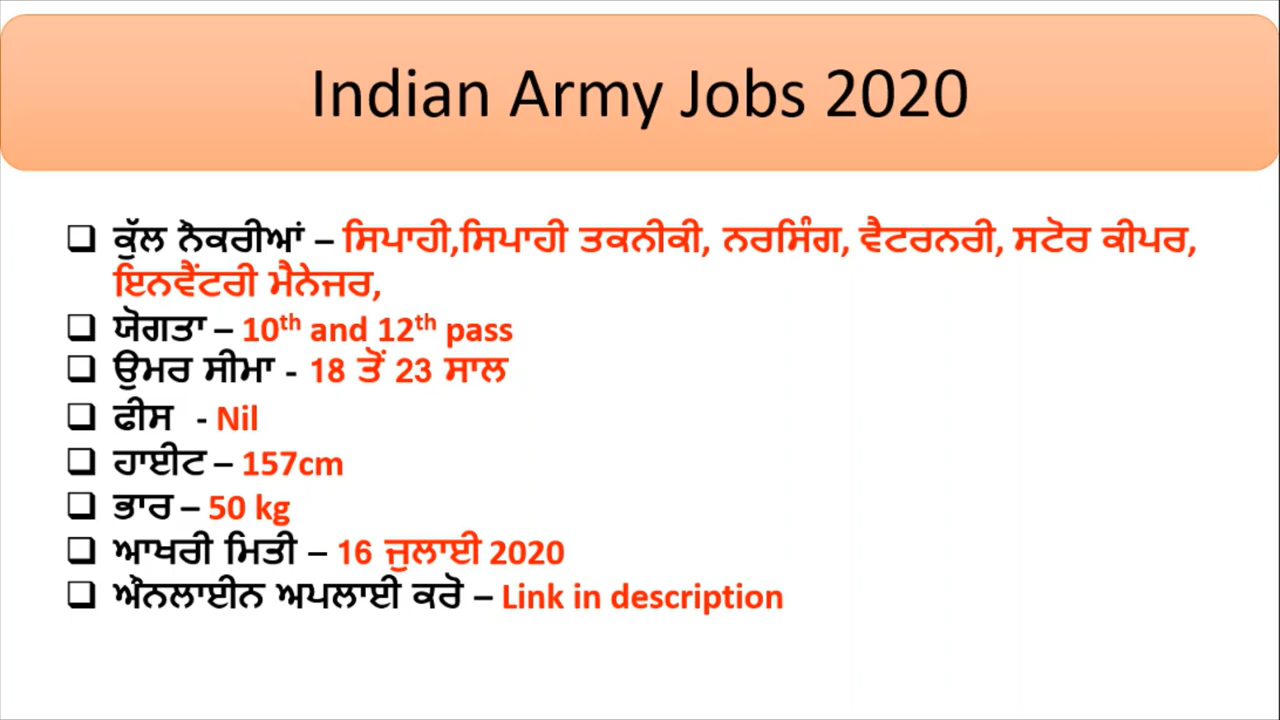 Indian Army Jobs 2020
❑ ਕੁੱਲ ਨੋਕਰੀਆਂ – ਸਿਪਾਹੀ,ਸਿਪਾਹੀ ਤਕਨੀਕੀ, ਨਰਸਿੰਗ, ਵੈਟਰਨਰੀ, ਸਟੋਰ ਕੀਪਰ,
ਇਨਵੈਂਟਰੀ ਮੈਨੇਜਰ,
❑ ਯੋਗਤਾ – 10th and 12th pass
❑ ਉਮਰ ਸੀਮਾ - 18 ਤੋਂ 23 ਸਾਲ
❑ ਫੀਸ - Nil
❑ ਹਾਈਟ – 157cm
❑ ਭਾਰ – 50 kg
❑ ਆਖਰੀ ਮਿਤੀ – 16 ਜੁਲਾਈ 2020
❑ ਔਨਲਾਈਨ ਅਪਲਾਈ ਕਰੋ – Link in description